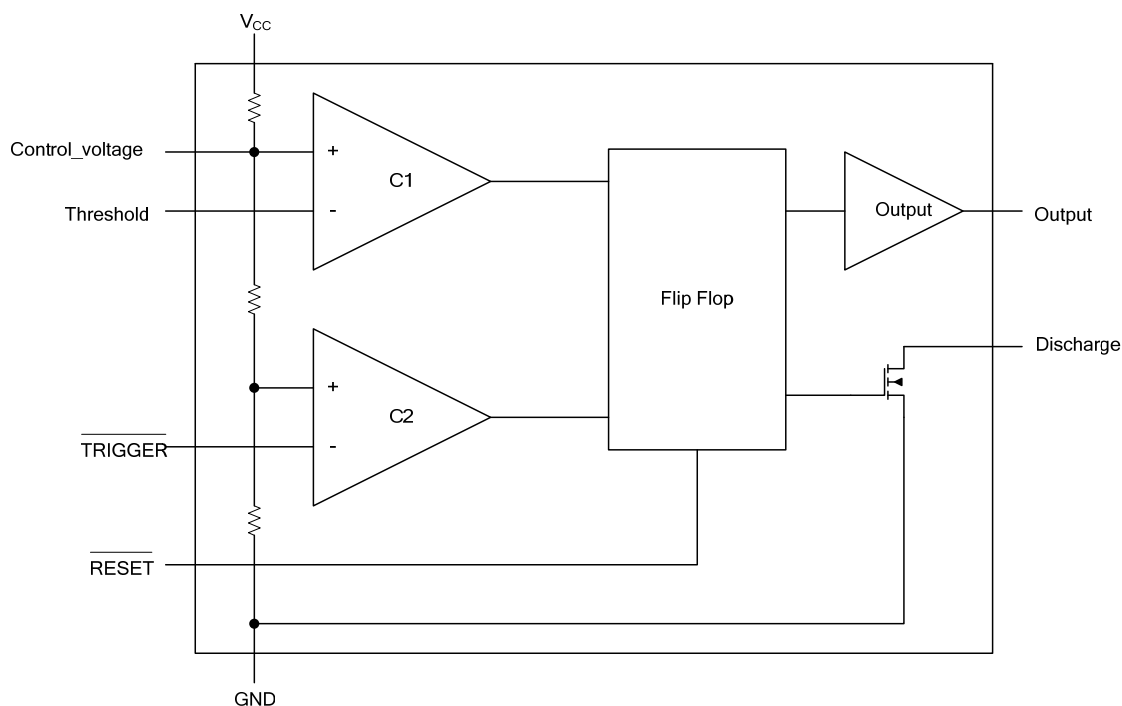 VCC
Control_voltage
+
C1
Threshold
-
Output
Output
Flip Flop
Discharge
+
C2
TRIGGER
-
RESET
GND